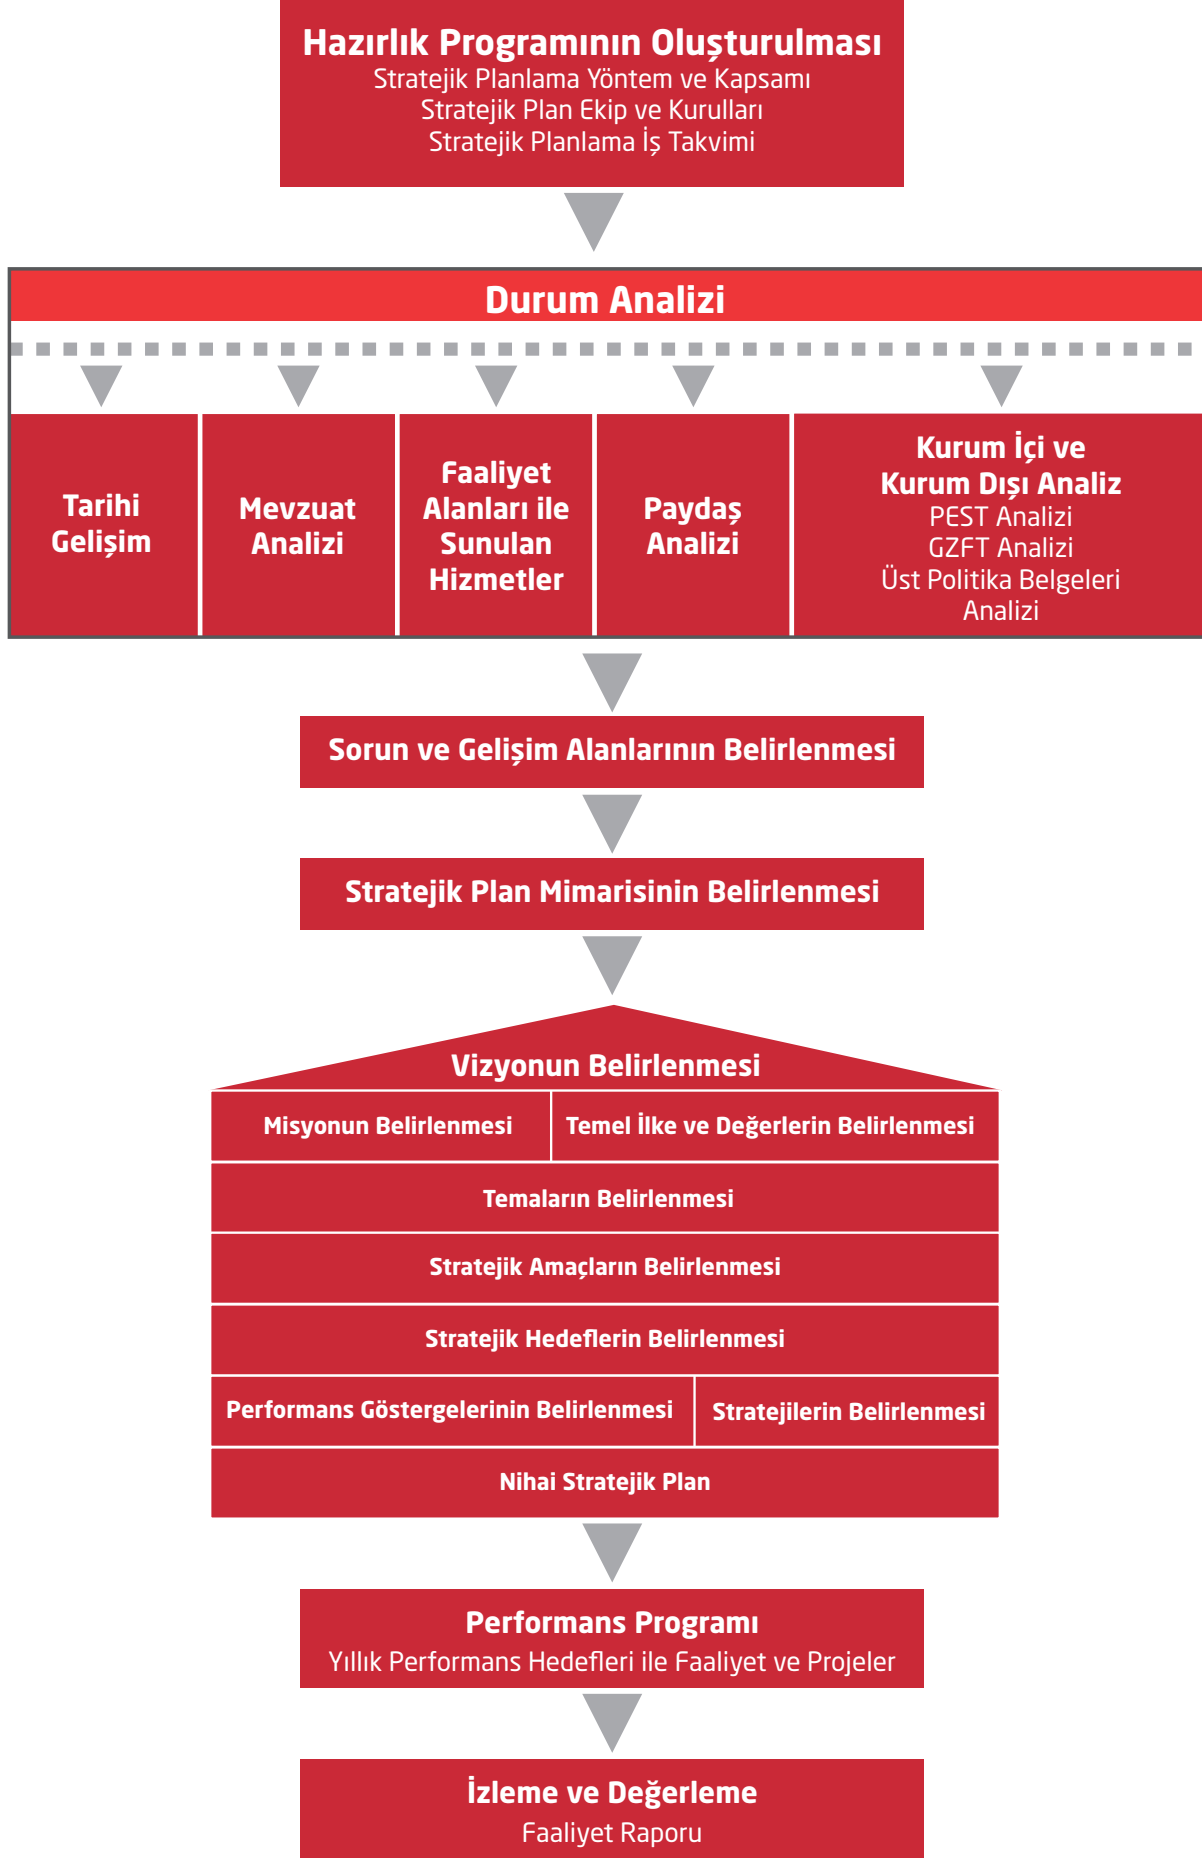 Hazırlık Programının Oluşturulması
Stratejik Planlama Yöntem ve Kapsamı
Stratejik Plan Ekip ve Kurulları
Stratejik Planlama İş Takvimi
Durum Analizi
Tarihi
Gelişim
Mevzuat
Analizi
Faaliyet
Alanları ile
Sunulan
Hizmetler
Paydaş
Analizi
Kurum İçi ve
Kurum Dışı Analiz
PEST Analizi
GZFT Analizi
Üst Politika Belgeleri
Analizi
Sorun ve Gelişim Alanlarının Belirlenmesi
Stratejik Plan Mimarisinin Belirlenmesi
Vizyonun Belirlenmesi
Misyonun Belirlenmesi
Temel İlke ve Değerlerin Belirlenmesi
Temaların Belirlenmesi
Stratejik Amaçların Belirlenmesi
Stratejik Hedeflerin Belirlenmesi
Performans Göstergelerinin Belirlenmesi
Stratejilerin Belirlenmesi
Nihai Stratejik Plan
Performans Programı
Yıllık Performans Hedefleri ile Faaliyet ve Projeler
İzleme ve Değerleme
Faaliyet Raporu